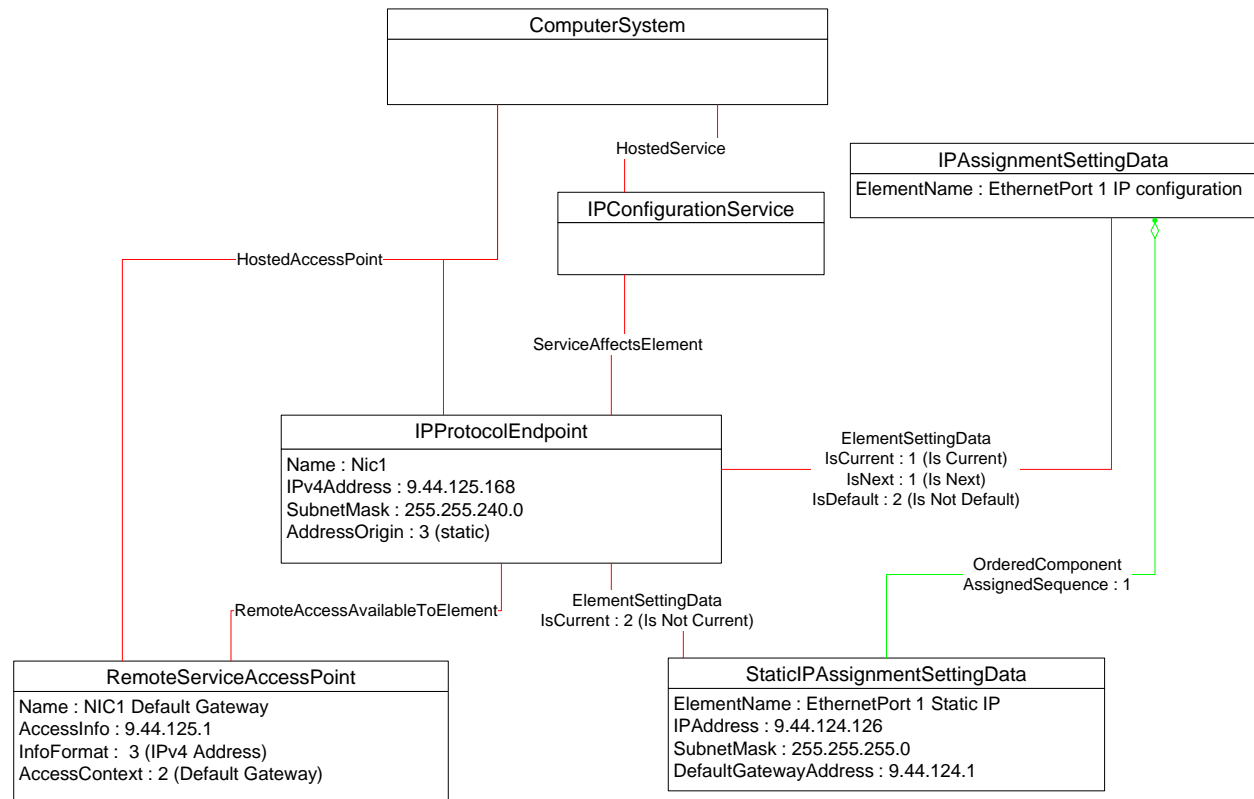 ComputerSystem
HostedService
IPAssignmentSettingData
ElementName : EthernetPort 1 IP configuration
IPConfigurationService
HostedAccessPoint
ServiceAffectsElement
IPProtocolEndpoint
Name : Nic1
IPv4Address : 9.44.125.168
SubnetMask : 255.255.240.0
AddressOrigin : 3 (static)
ElementSettingData
IsCurrent : 1 (Is Current)
IsNext : 1 (Is Next)
IsDefault : 2 (Is Not Default)
OrderedComponent
AssignedSequence : 1
RemoteAccessAvailableToElement
ElementSettingData
IsCurrent : 2 (Is Not Current)
RemoteServiceAccessPoint
Name : NIC1 Default Gateway
AccessInfo : 9.44.125.1
InfoFormat :  3 (IPv4 Address)
AccessContext : 2 (Default Gateway)
StaticIPAssignmentSettingData
ElementName : EthernetPort 1 Static IP
IPAddress : 9.44.124.126
SubnetMask : 255.255.255.0
DefaultGatewayAddress : 9.44.124.1